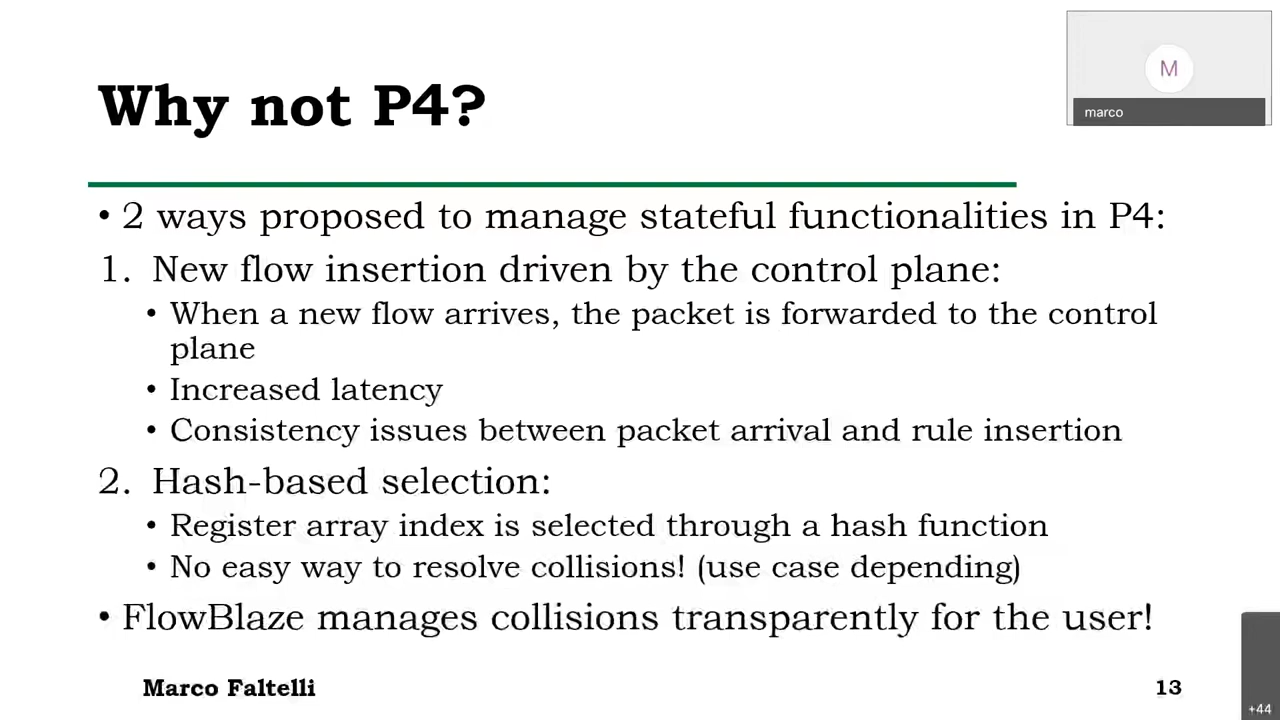 Why not P4?
M
marco
• 2 ways proposed to manage stateful functionalities in P4:
1. New flow insertion driven by the control plane:
• When a new flow arrives, the packet is forwarded to the control
plane
• Increased latency
• Consistency issues between packet arrival and rule insertion
2. Hash-based selection:
• Register array index is selected through a hash function
• No easy way to resolve collisions! (use case depending)
• FlowBlaze manages collisions transparently for the user!
Marco Faltelli
13
+44